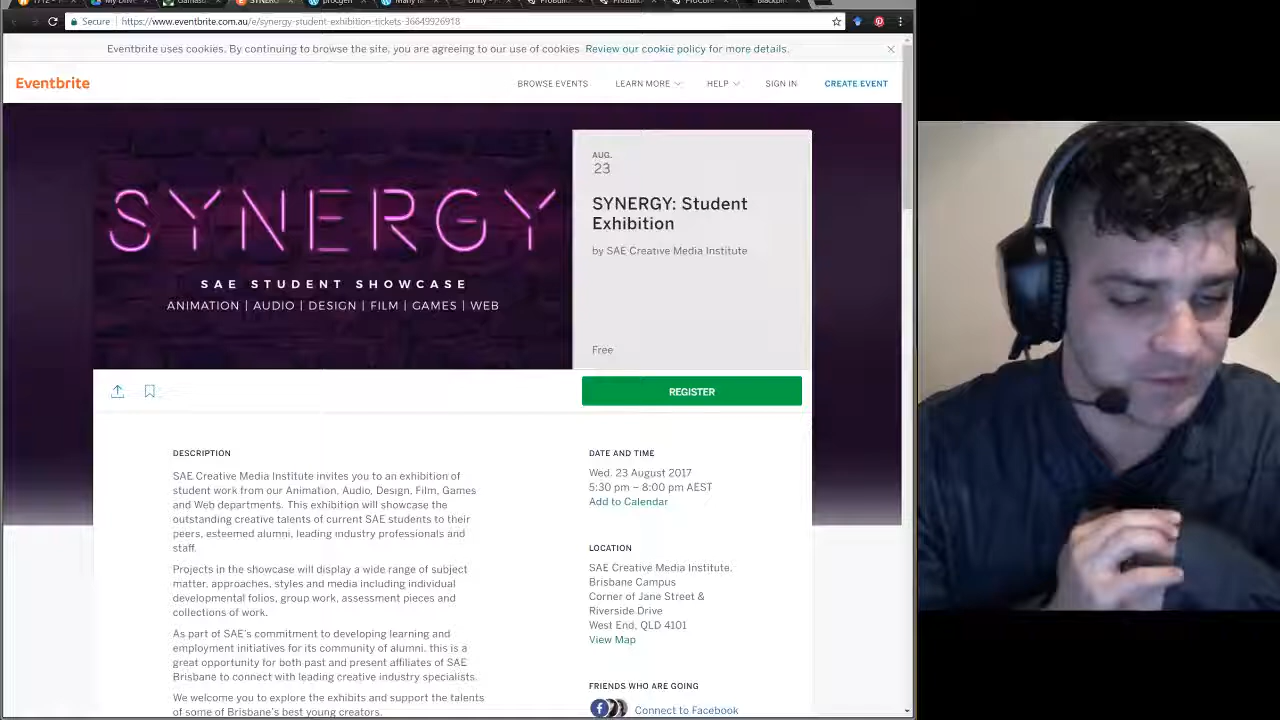 Secure
https://www.eventbrite.com.au/e/synergy-student-exhibition-tickets-36649926918
Eventbrite uses cookies. By continuing to browse the site, you are agreeing to our use of cookies Review our cookie policy for more details.
Eventbrite
BROWSE EVENTS
LEARN MORE
HELP
SIGN IN
CREATE EVENT
SYNERGY
SAE STUDENT SHOWCASE
ANIMATION | AUDIO | DESIGN | FILM | GAMES | WEB
AUG.
23
SYNERGY: Student
Exhibition
by SAE Creative Media Institute
Free
REGISTER
DESCRIPTION
SAE Creative Media Institute invites you to an exhibition of
student work from our Animation, Audio, Design, Film, Games
and Web departments. This exhibition will showcase the
outstanding creative talents of current SAE students to their
peers, esteemed alumni, leading industry professionals and
staff.
Projects in the showcase will display a wide range of subject
matter, approaches, styles and media including individual
developmental folios, group work, assessment pieces and
collections of work.
As part of SAE's commitment to developing learning and
employment initiatives for its community of alumni, this is a
great opportunity for both past and present affiliates of SAE
Brisbane to connect with leading creative industry specialists.
We welcome you to explore the exhibits and support the talents
of some of Brisbane's best young creators.
DATE AND TIME
Wed. 23 August 2017
5:30 pm – 8:00 pm AEST
Add to Calendar
LOCATION
SAE Creative Media Institute.
Brisbane Campus
Corner of Jane Street &
Riverside Drive
West End, QLD 4101
View Map
FRIENDS WHO ARE GOING
Connect to Facebook